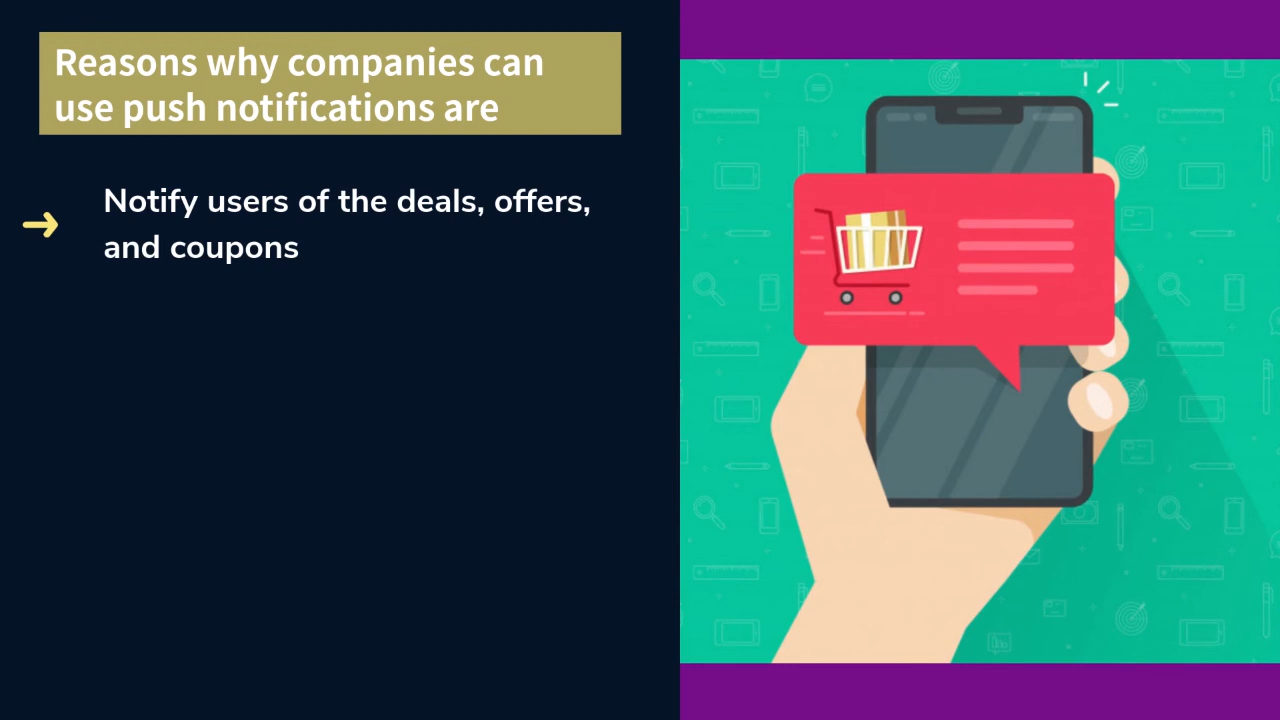 Reasons why companies can
use push notifications are
Notify users of the deals, offers,
and coupons